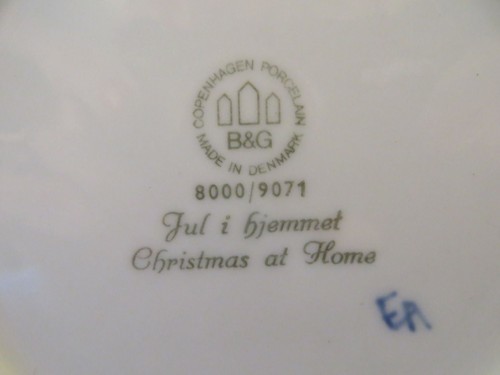 COPENHAGEN PORCELAIN
B&G
MADE IN DENMARK
8000/9071
Jul i hjemmet
Christmas at Home
EA